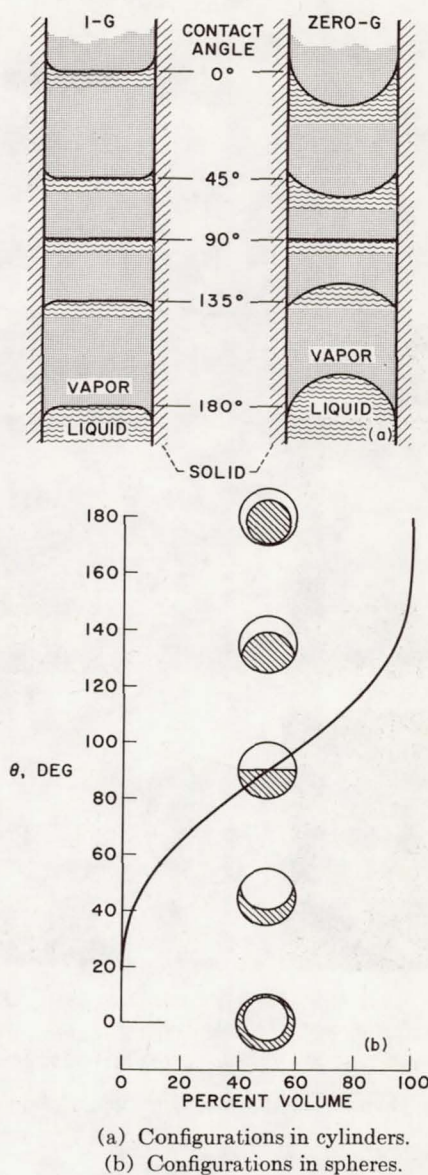 1-G
CONTACT
ANGLE
ZERO-G
0°
45°
90°
135°
VAPOR
VAPOR
180°
LIQUID
LIQUID
(a)
SOLID
180
160
140
120
100
θ, DEG
80
60
40
20
0
(b)
0 20 40 60 80 100
PERCENT VOLUME
(a) Configurations in cylinders.
(b) Configurations in spheres.